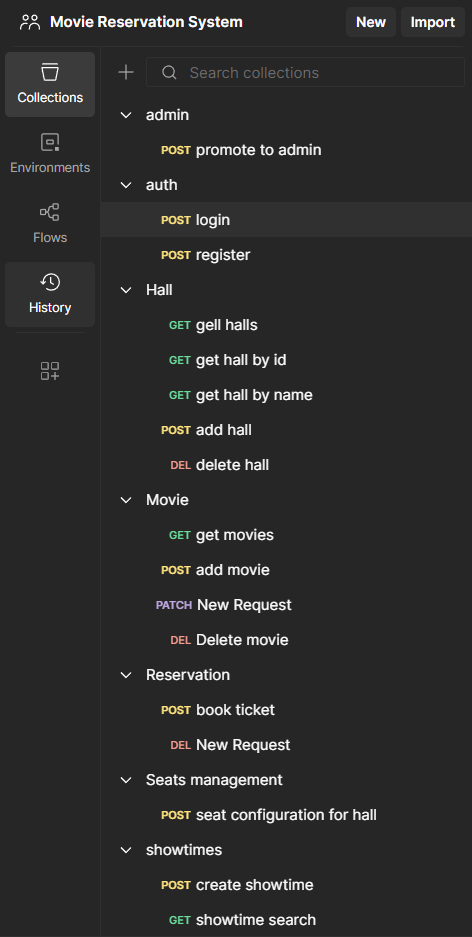 Movie Reservation System
New
Import
Collections
Search collections
Environments
Flows
History
admin
POST promote to admin
auth
POST login
POST register
Hall
GET gell halls
GET get hall by id
GET get hall by name
POST add hall
DEL delete hall
Movie
GET get movies
POST add movie
PATCH New Request
DEL Delete movie
Reservation
POST book ticket
DEL New Request
Seats management
POST seat configuration for hall
showtimes
POST create showtime
GET showtime search